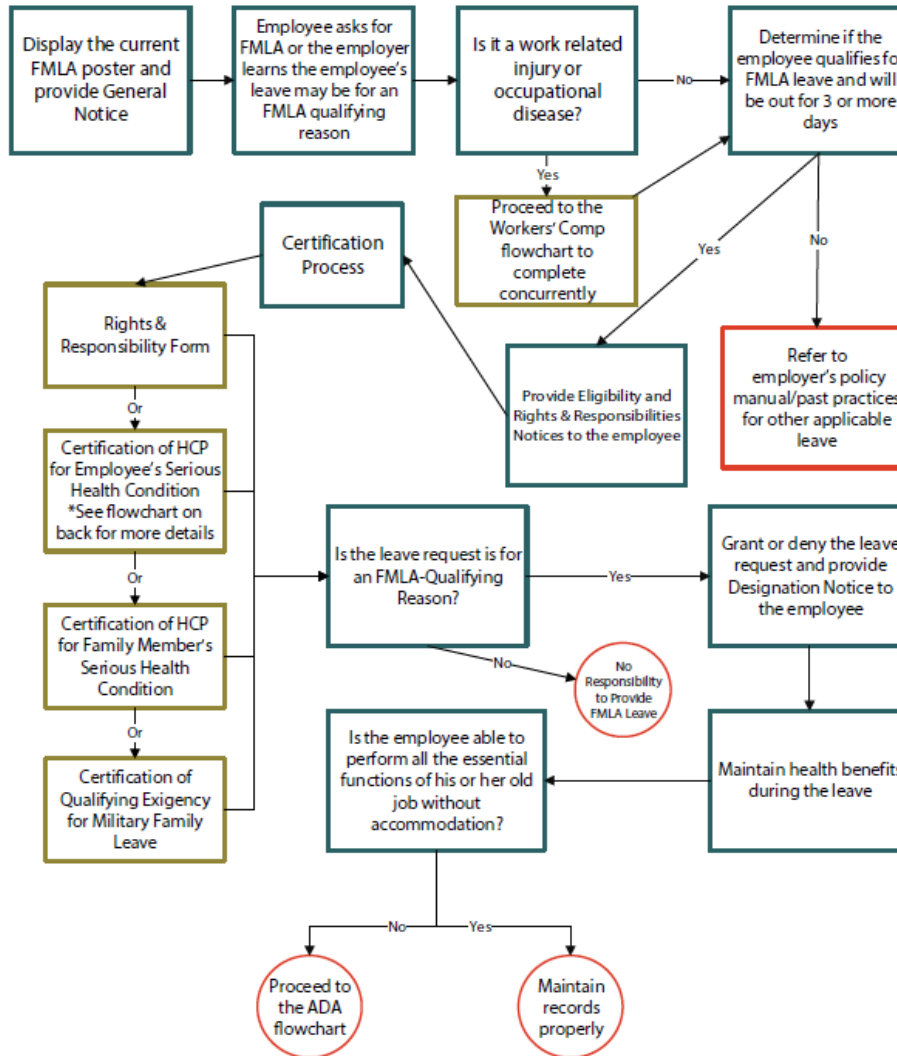 Display the current
FMLA poster and
provide General
Notice
Employee asks for
FMLA or the employer
learns the employee's
leave may be for an
FMLA qualifying
reason
Is it a work related
injury or
occupational
disease?
No
Determine if the
employee qualifies fo
FMLA leave and will
be out for 3 or more
days
Yes
Proceed to the
Workers' Comp
flowchart to
complete
concurrently
Yes
No
Certification
Process
Provide Eligibility and
Rights & Responsibilities
Notices to the employee
Refer to
employer's policy
manual/past practices
for other applicable
leave
Rights &
Responsibility Form
Or
Certification of HCP
for Employee's Serious
Health Condition
*See flowchart on
back for more details
Or
Certification of HCP
for Family Member's
Serious Health
Condition
Or
Certification of
Qualifying Exigency
for Military Family
Leave
Is the leave request is for
an FMLA-Qualifying
Reason?
Yes
Grant or deny the leave
request and provide
Designation Notice to
the employee
No
No
Responsibility
to Provide
FMLA Leave
Maintain health benefits
during the leave
Is the employee able to
perform all the essential
functions of his or her old
job without
accommodation?
No
Yes
Proceed to
the ADA
flowchart
Maintain
records
properly